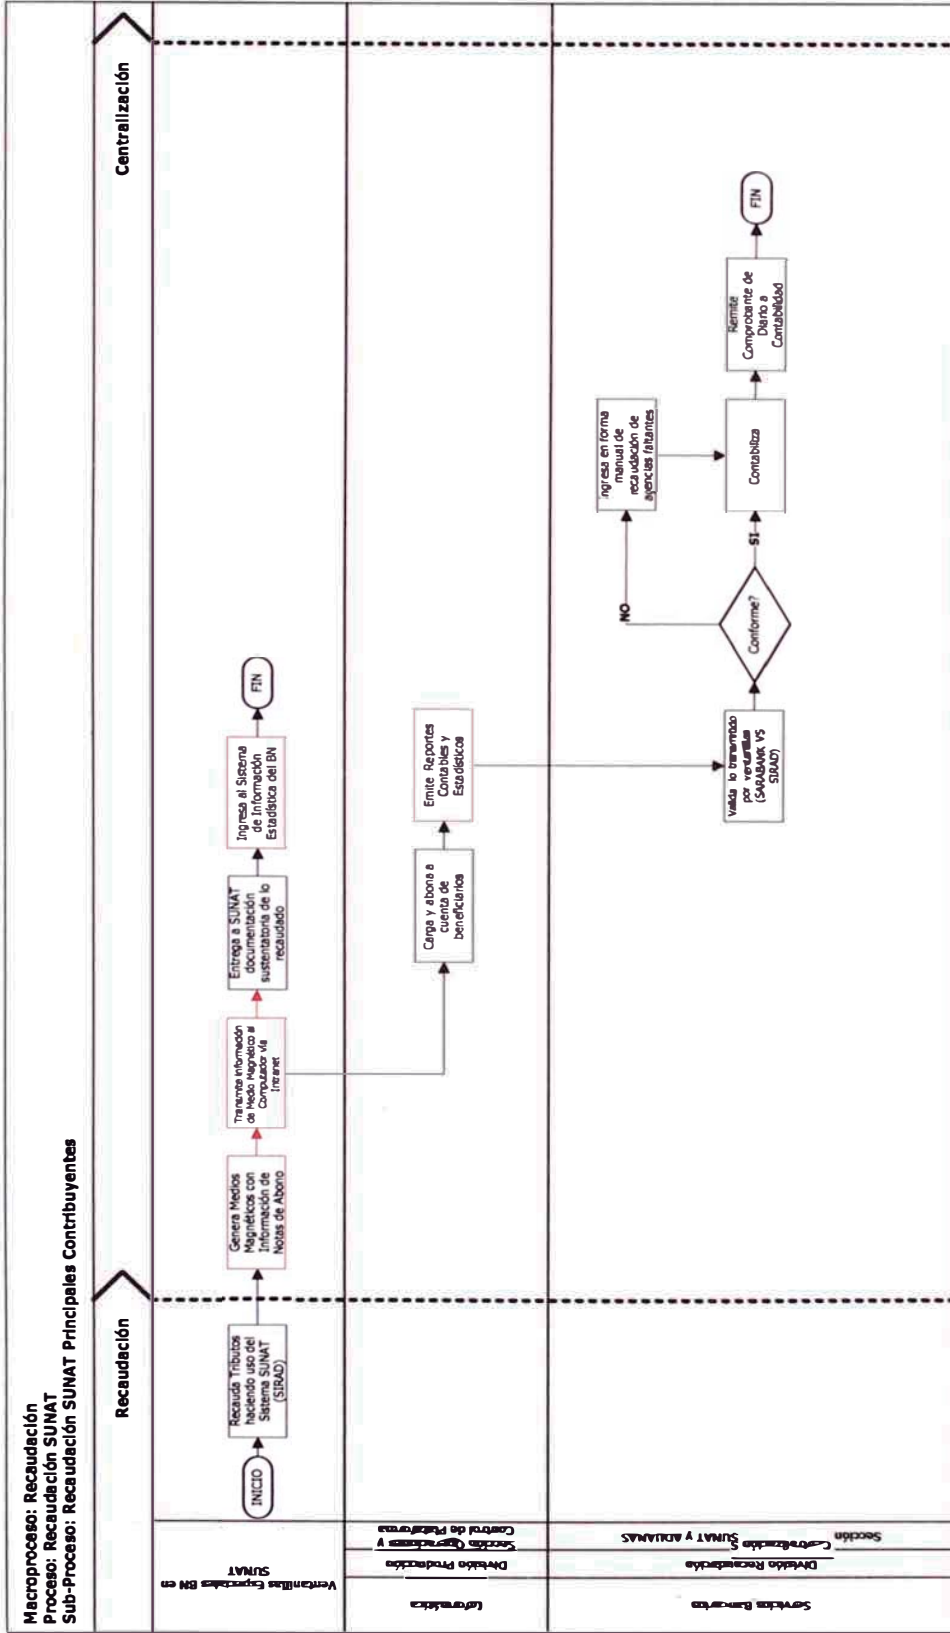 Macroproceso: Recaudación
Proceso: Recaudación SUNAT
Sub-Proceso: Recaudación SUNAT Principales Contribuyentes
Recaudación
Centralización
Ventanillas Especiales BN en
SUNAT
INICIO
Recauda Tributos
haciendo uso del
Sistema SUNAT
(SIRAD)
Genera Medios
Magnéticos con
Información de
Notas de Abono
Transmite Información
de Medio Magnético al
Computador vía
Intranet
Entrega a SUNAT
documentación
sustentatoria de lo
recaudado
Ingresa al Sistema
de Información
Estadística del BN
FIN
Informática
División Producción
Sección Operaciones y
Control de Plataforma
Carga y abona a
cuenta de
beneficiarios
Emite Reportes
Contables y
Estadísticos
Servicios Bancarios
División Recaudación
Sección
SUNAT y ADUANAS
Valida lo transmitido
por ventanillas
(SARABANK VS
SIRAD)
Conforme?
NO
SI
Ingresa en forma
manual de
recaudación de
agencias faltantes
Contabiliza
Remite
Comprobante de
Diario a
Contabilidad
FIN